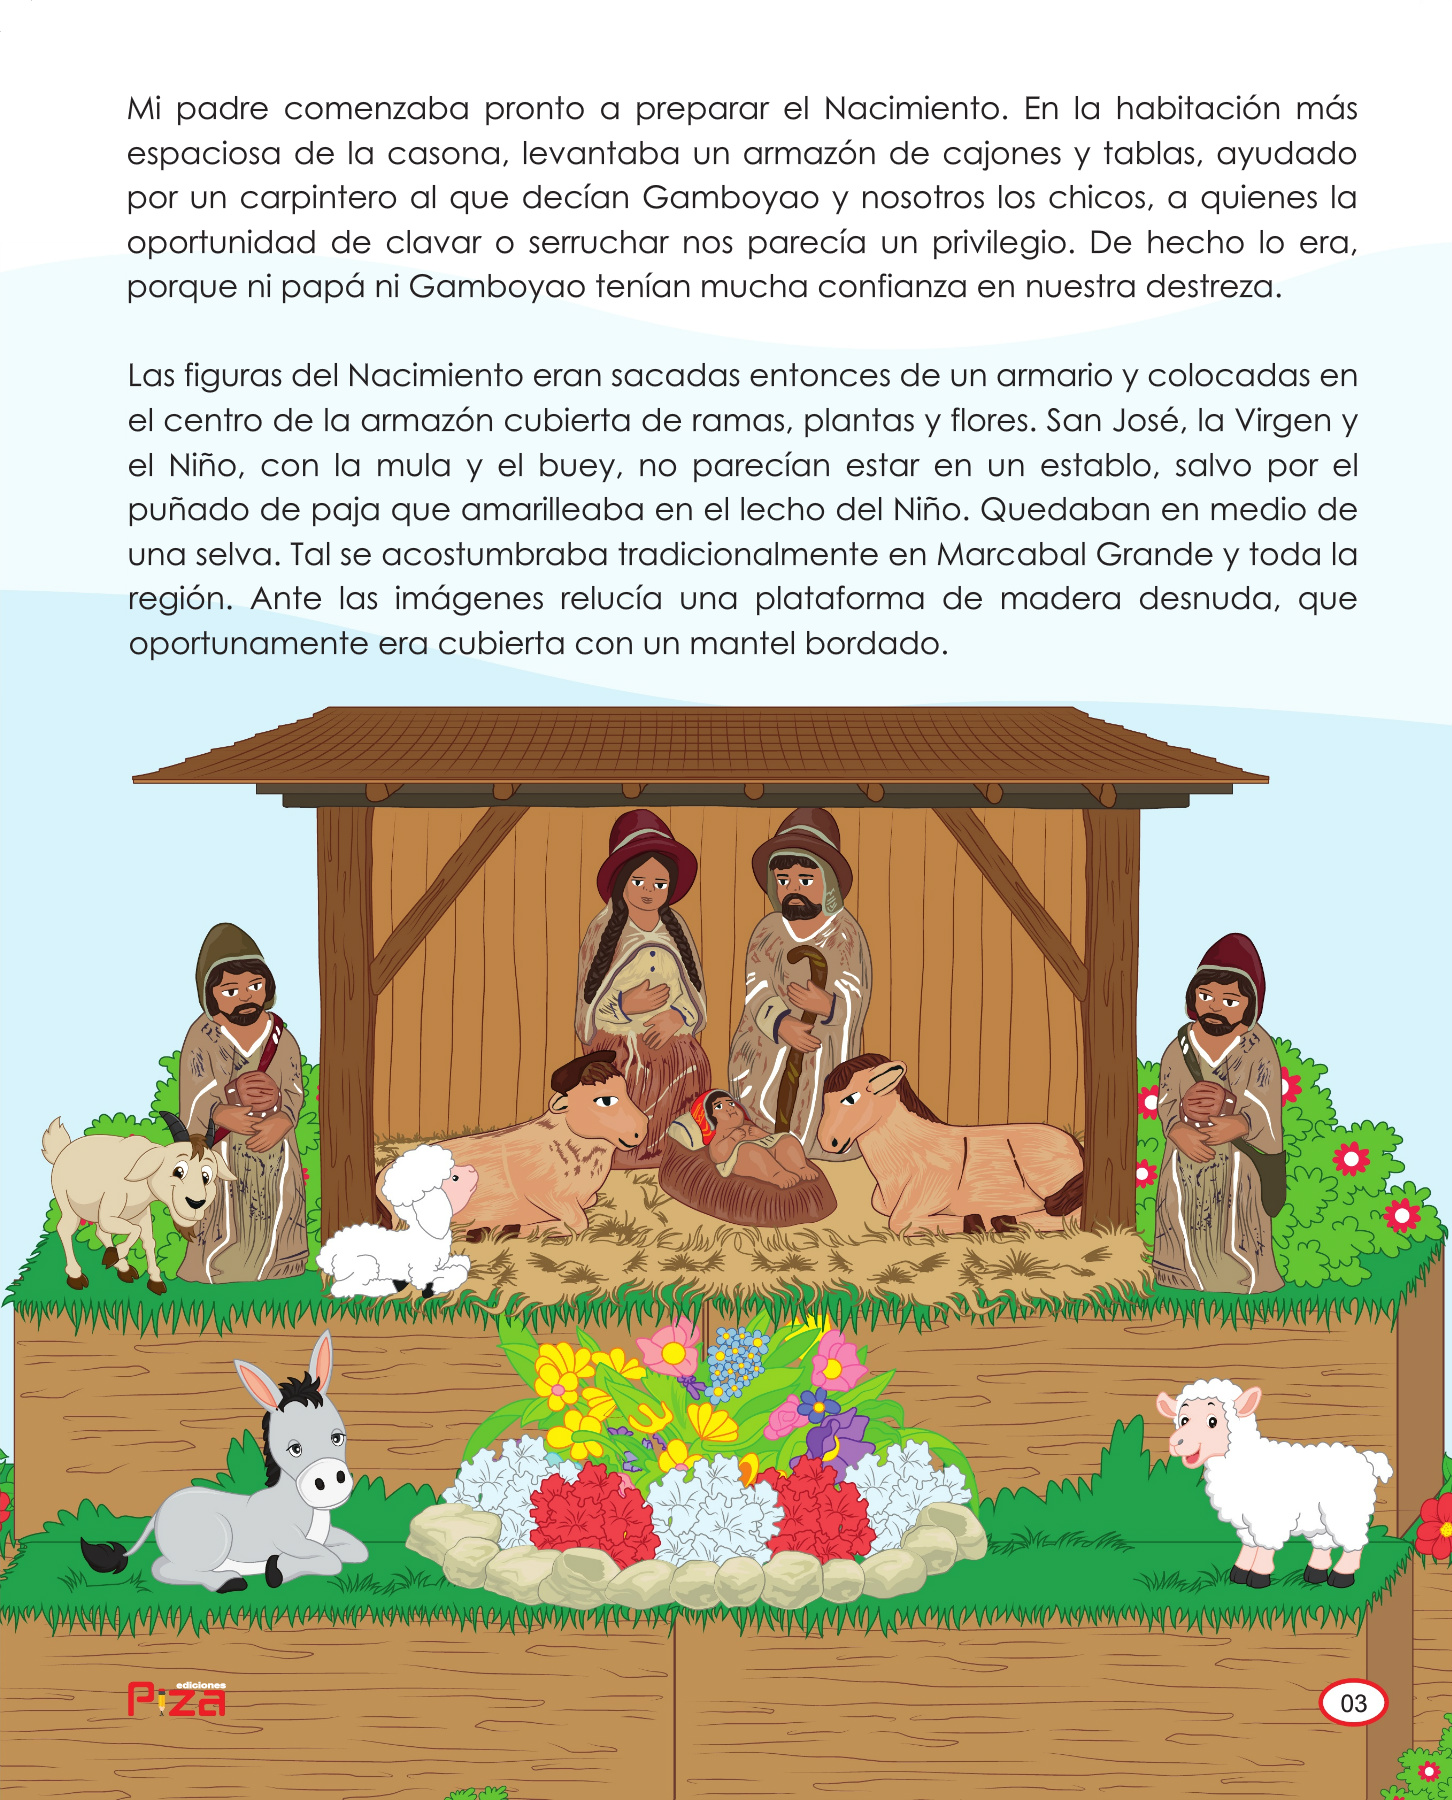 Mi padre comenzaba pronto a preparar el Nacimiento. En la habitación más
espaciosa de la casona, levantaba un armazón de cajones y tablas, ayudado
por un carpintero al que decían Gamboyao y nosotros los chicos, a quienes la
oportunidad de clavar o serruchar nos parecía un privilegio. De hecho lo era,
porque ni papá ni Gamboyao tenían mucha confianza en nuestra destreza.
Las figuras del Nacimiento eran sacadas entonces de un armario y colocadas en
el centro de la armazón cubierta de ramas, plantas y flores. San José, la Virgen y
el Niño, con la mula y el buey, no parecían estar en un establo, salvo por el
puñado de paja que amarilleaba en el lecho del Niño. Quedaban en medio de
una selva. Tal se acostumbraba tradicionalmente en Marcabal Grande y toda la
región. Ante las imágenes relucía una plataforma de madera desnuda, que
oportunamente era cubierta con un mantel bordado.
ediciones
Piza
03